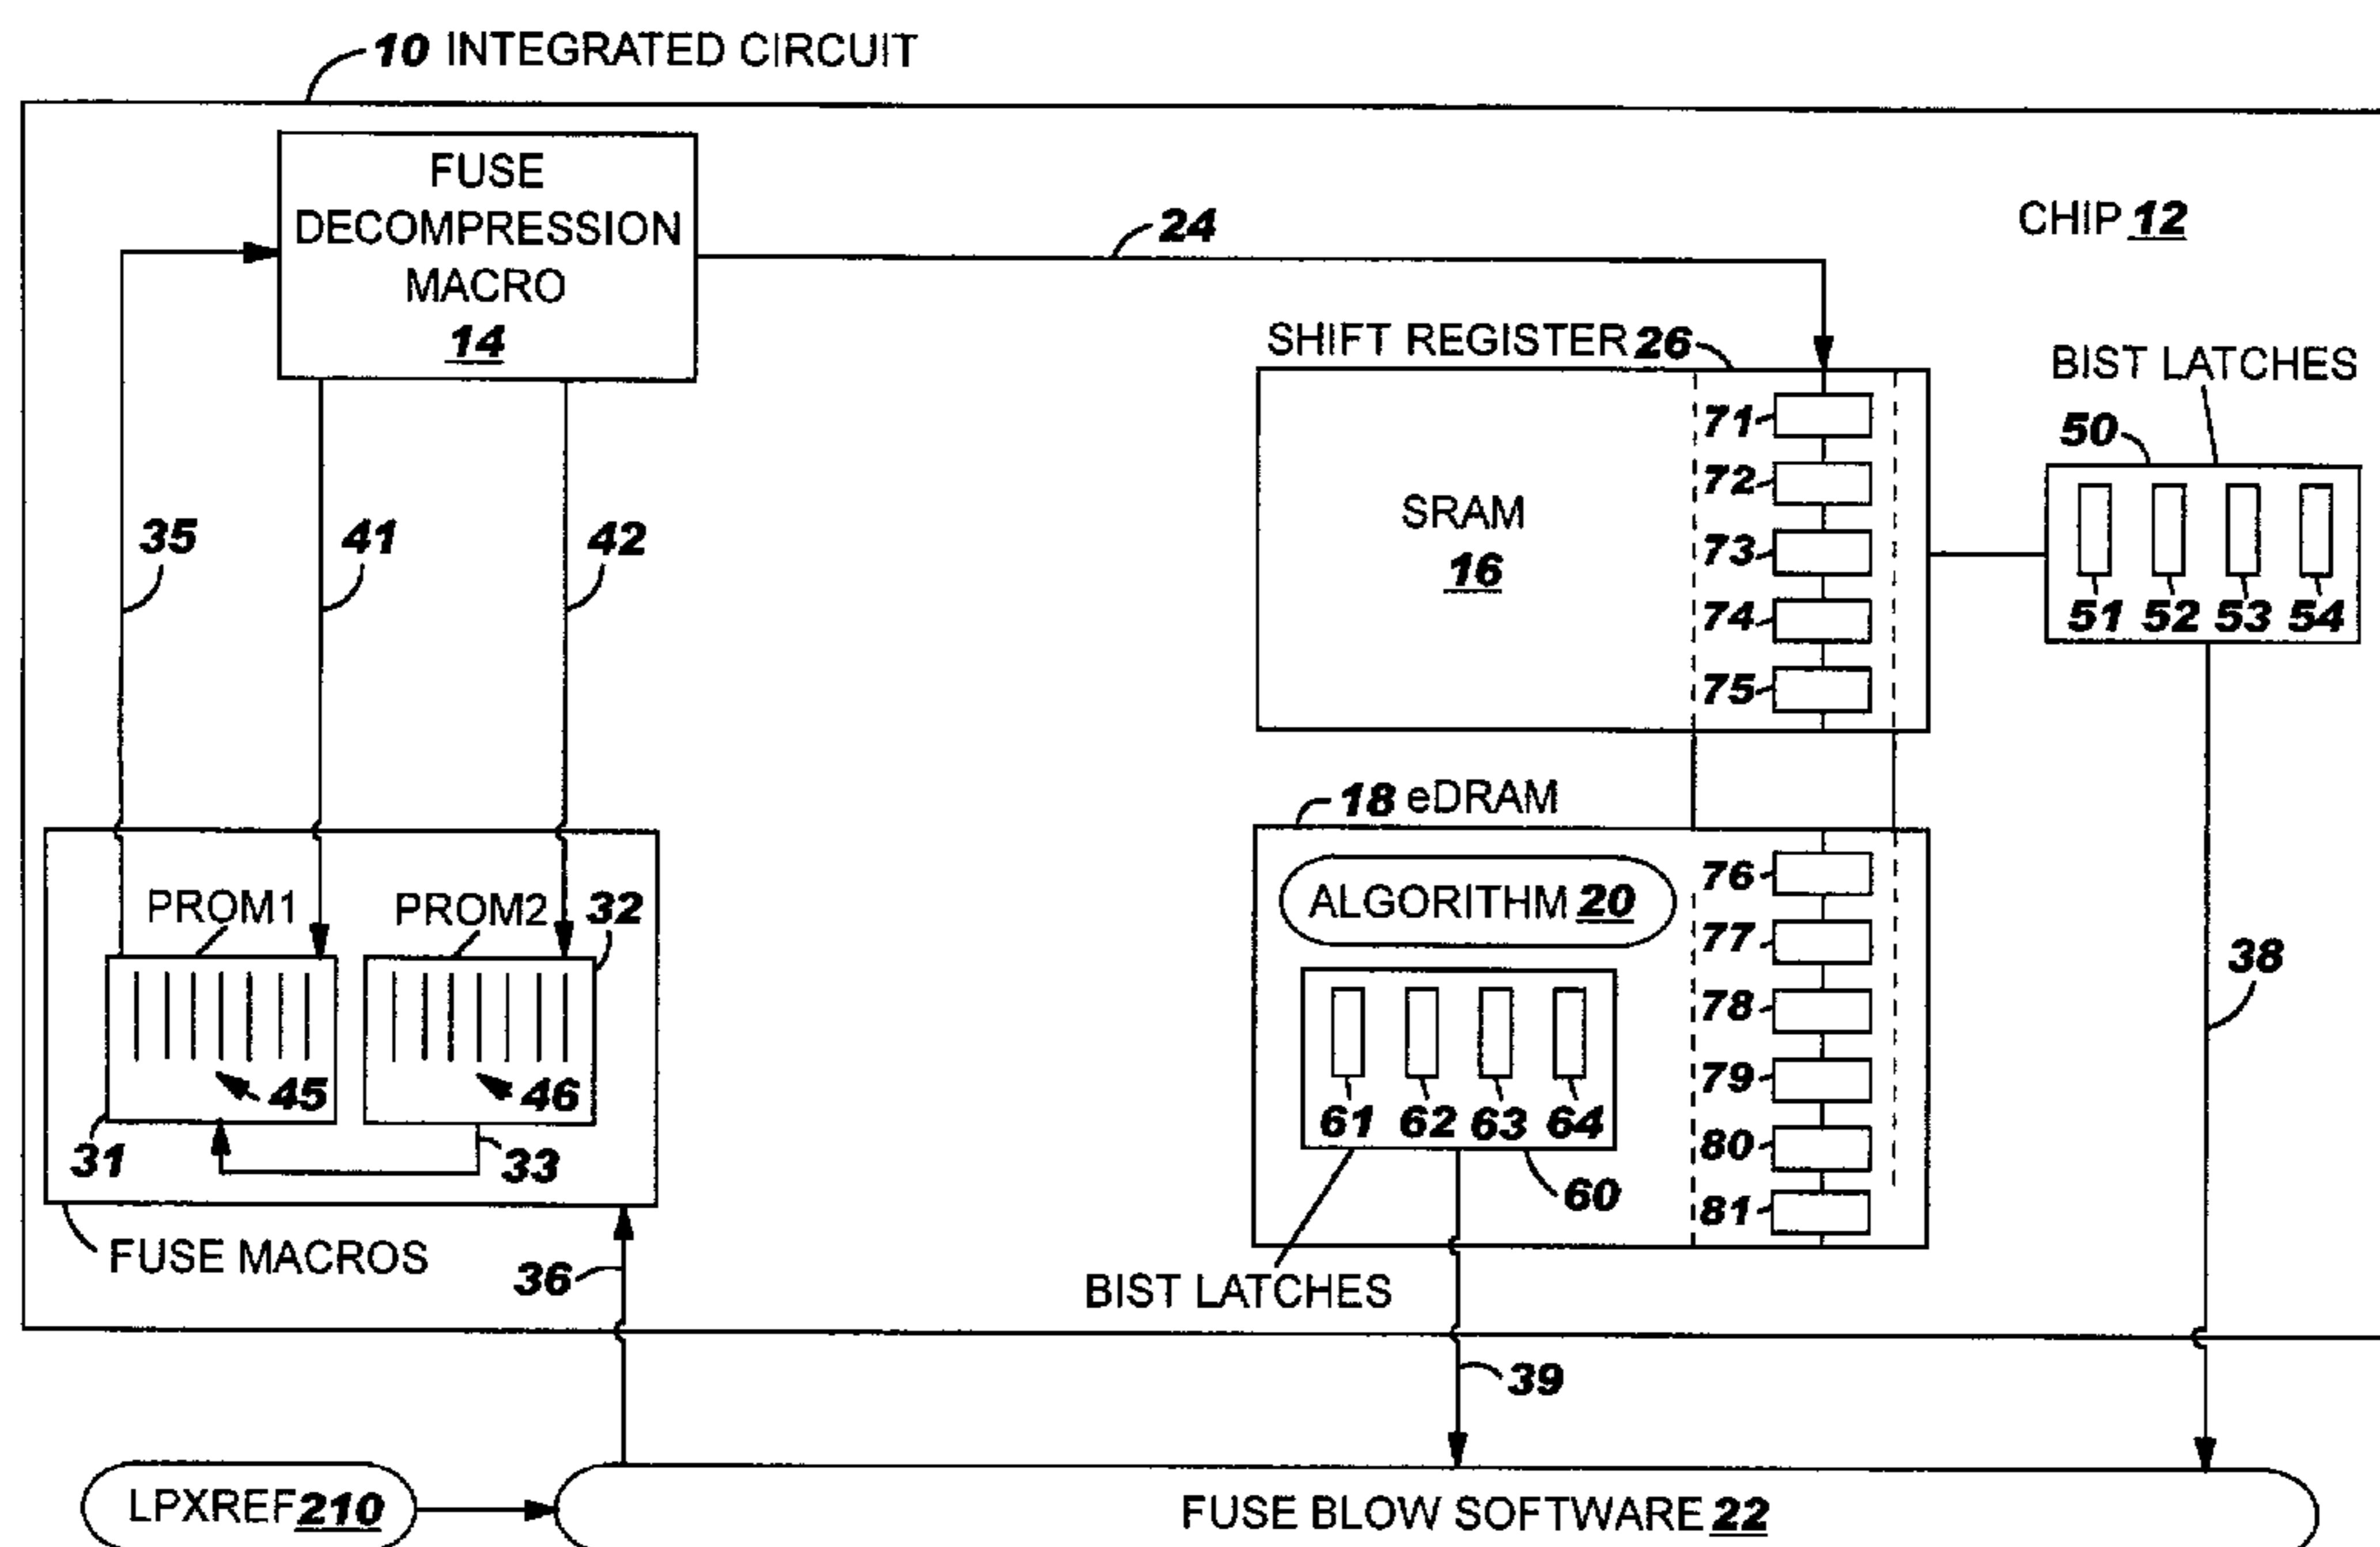 10 INTEGRATED CIRCUIT
FUSE
DECOMPRESSION
MACRO
14
24
CHIP 12
SHIFT REGISTER 26
BIST LATCHES
50
71
72
73
74
75
SRAM
16
51 52 53 54
35
41
42
18 eDRAM
PROM1
PROM2
32
ALGORITHM 20
76
77
78
79
80
81
38
45
46
31
33
61 62 63 64
60
FUSE MACROS
36
BIST LATCHES
39
LPXREF 210
FUSE BLOW SOFTWARE 22